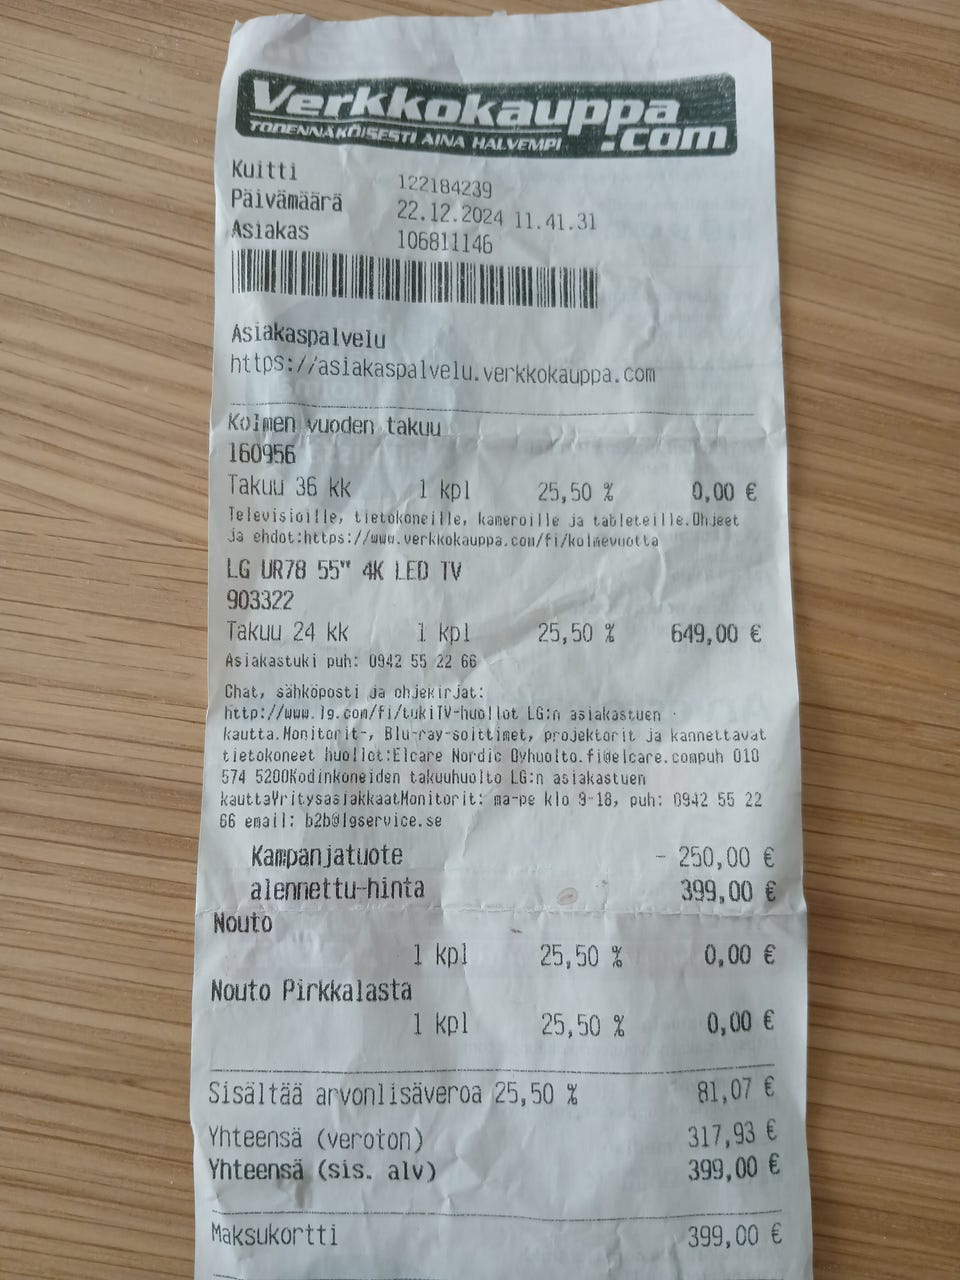 Verkkokauppa
.com
TODENNÄKÖISESTI AINA HALVEMPI
Kuitti 122184239
Päivämäärä 22.12.2024 11.41.31
Asiakas 106811146
Asiakaspalvelu
https://asiakaspalvelu.verkkokauppa.com
Kolmen vuoden takuu
160956
Takuu 36 kk 1 kpl 25,50 % 0,00 €
Televisioille, tietokoneille, kameroille ja tableteille.Ohjeet
ja ehdot:https://www.verkkokauppa.com/fi/kolmevuotta
LG UR78 55" 4K LED TV
903322
Takuu 24 kk 1 kpl 25,50 % 649,00 €
Asiakastuki puh: 0942 55 22 66
Chat, sähköposti ja ohjekirjat:
http://www.lg.com/fi/tukiTV-huollot LG:n asiakastuen
kautta.Monitorit-, Blu-ray-soittimet, projektorit ja kannettavat
tietokoneet huollot:Elcare Nordic Oyhuolto.fi@elcare.compuh 010
574 5200Kodinkoneiden takuuhuolto LG:n asiakastuen
kauttaYritysasiakkaatMonitorit: ma-pe klo 9-18, puh: 0942 55 22
66 email: b2b@lgservice.se
Kampanjatuote - 250,00 €
alennettu-hinta 399,00 €
Nouto
1 kpl 25,50 % 0,00 €
Nouto Pirkkalasta
1 kpl 25,50 % 0,00 €
Sisältää arvonlisäveroa 25,50 % 81,07 €
Yhteensä (veroton) 317,93 €
Yhteensä (sis. alv) 399,00 €
Maksukortti 399,00 €